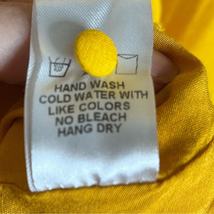 HAND WASH
COLD WATER WITH
LIKE COLORS
NO BLEACH
HANG DRY